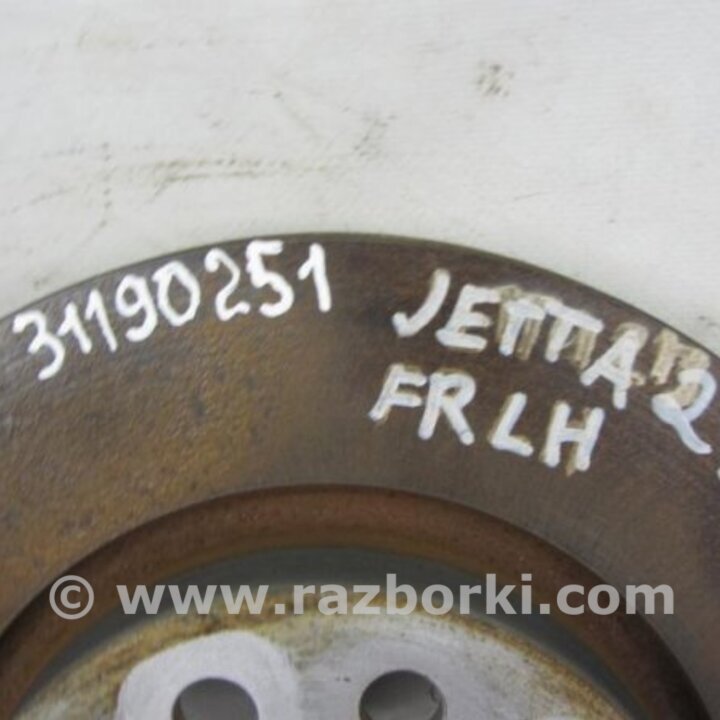 31190251 JETTA 2
FR LH
© www.razborki.com